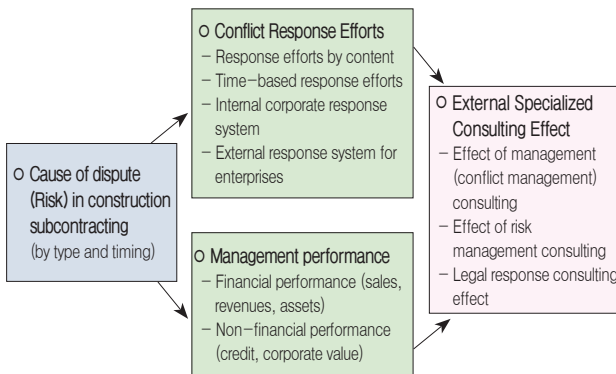 o Cause of dispute
(Risk) in construction
subcontracting
(by type and timing)
o Conflict Response Efforts
– Response efforts by content
– Time–based response efforts
– Internal corporate response
system
– External response system for
enterprises
o Management performance
– Financial performance (sales,
revenues, assets)
– Non–financial performance
(credit, corporate value)
o External Specialized
Consulting Effect
– Effect of management
(conflict management)
consulting
– Effect of risk
management consulting
– Legal response consulting
effect